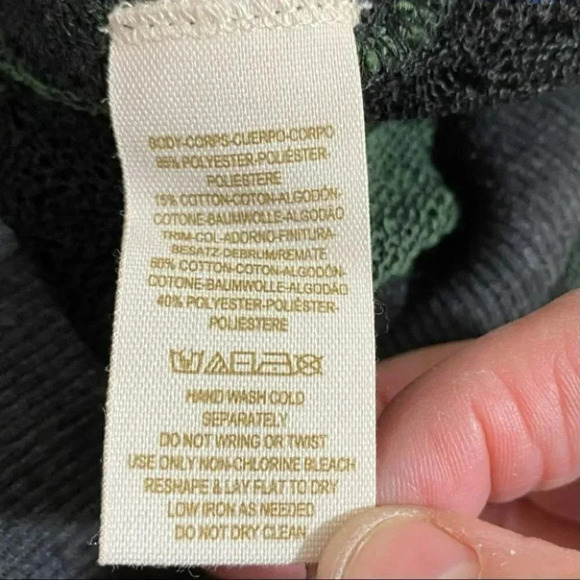 BODY-CORPS-CUERPO-CORPO
85% POLYESTER-POLIÉSTER-
POLIESTERE
15% COTTON-COTON-ALGODÓN-
COTONE-BAUMWOLLE-ALGODAO
TRIM-COL-ADORNO-FINITURA-
BESATZ-DEBRUM/REMATE
60% COTTON-COTON-ALGODÓN-
COTONE-BAUMWOLLE-ALGODÃO
40% POLYESTER-POLIÉSTER-
POLIESTERE
HAND WASH COLD
SEPARATELY
DO NOT WRING OR TWIST
USE ONLY NON-CHLORINE BLEACH
RESHAPE & LAY FLAT TO DRY
LOW IRON AS NEEDED
DO NOT DRY CLEAN